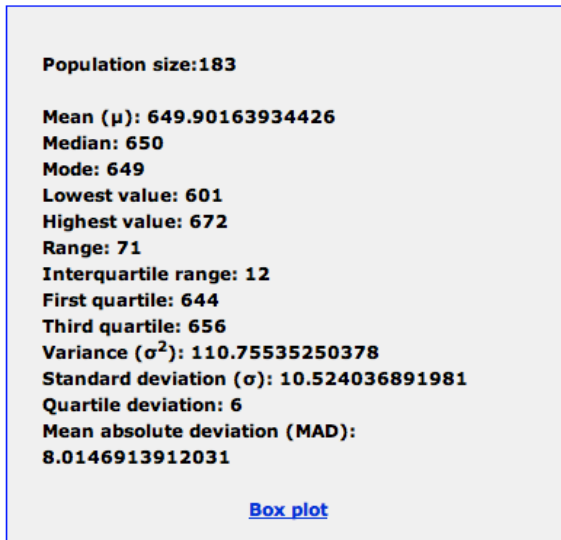 Population size:183
Mean (μ): 649.90163934426
Median: 650
Mode: 649
Lowest value: 601
Highest value: 672
Range: 71
Interquartile range: 12
First quartile: 644
Third quartile: 656
Variance (σ²): 110.75535250378
Standard deviation (σ): 10.524036891981
Quartile deviation: 6
Mean absolute deviation (MAD):
8.0146913912031
Box plot